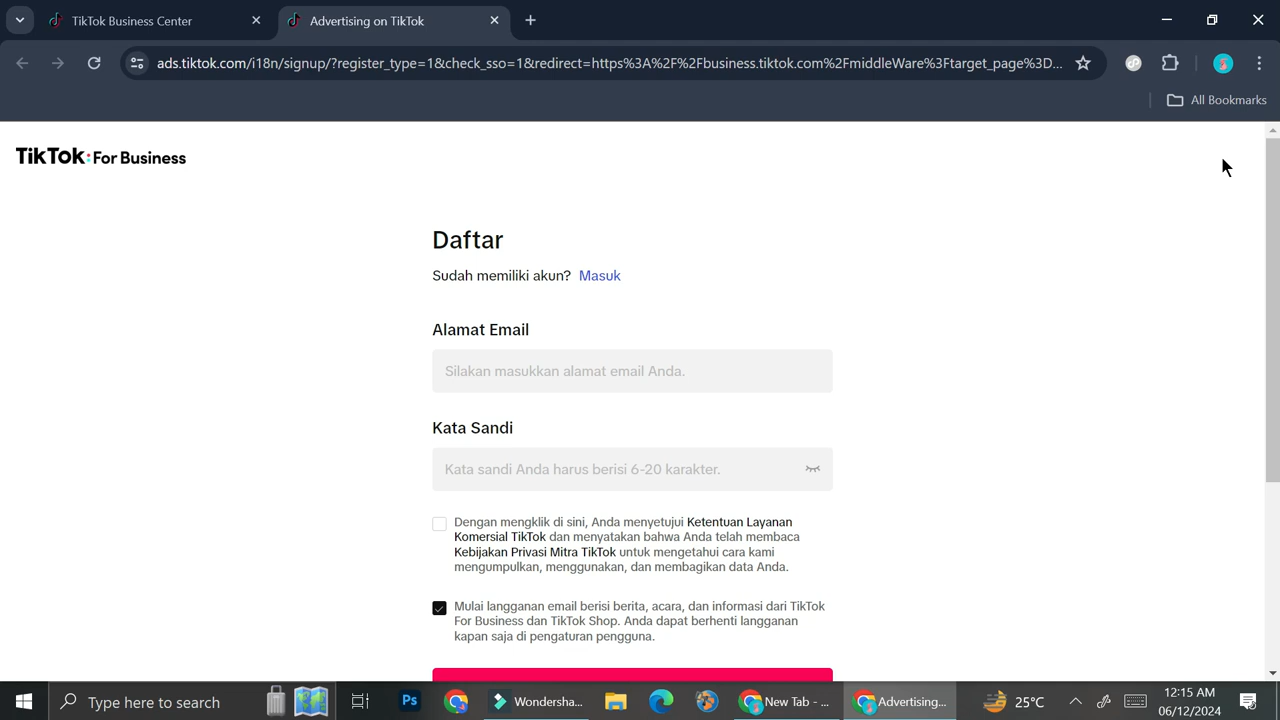 TikTok Business Center
Advertising on TikTok
ads.tiktok.com/i18n/signup/?register_type=1&check_sso=1&redirect=https%3A%2F%2Fbusiness.tiktok.com%2FmiddleWare%3Ftarget_page%3D...
All Bookmarks
TikTok: For Business
Daftar
Sudah memiliki akun? Masuk
Alamat Email
Silakan masukkan alamat email Anda.
Kata Sandi
Kata sandi Anda harus berisi 6-20 karakter.
Dengan mengklik di sini, Anda menyetujui Ketentuan Layanan
Komersial TikTok dan menyatakan bahwa Anda telah membaca
Kebijakan Privasi Mitra TikTok untuk mengetahui cara kami
mengumpulkan, menggunakan, dan membagikan data Anda.
Mulai langganan email berisi berita, acara, dan informasi dari TikTok
For Business dan TikTok Shop. Anda dapat berhenti langganan
kapan saja di pengaturan pengguna.
Type here to search
Ps
Wondersha...
New Tab - ...
Advertising...
25°C
12:15 AM
06/12/2024